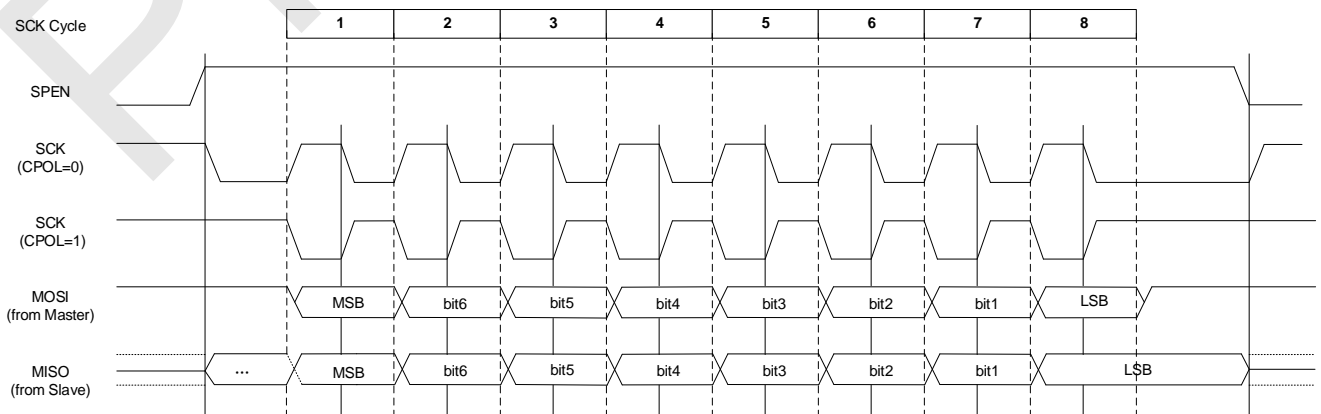 SCK Cycle 1 2 3 4 5 6 7 8
SPEN
SCK
(CPOL=0)
SCK
(CPOL=1)
MOSI
(from Master)
MSB bit6 bit5 bit4 bit3 bit2 bit1 LSB
MISO
(from Slave)
... MSB bit6 bit5 bit4 bit3 bit2 bit1 LSB